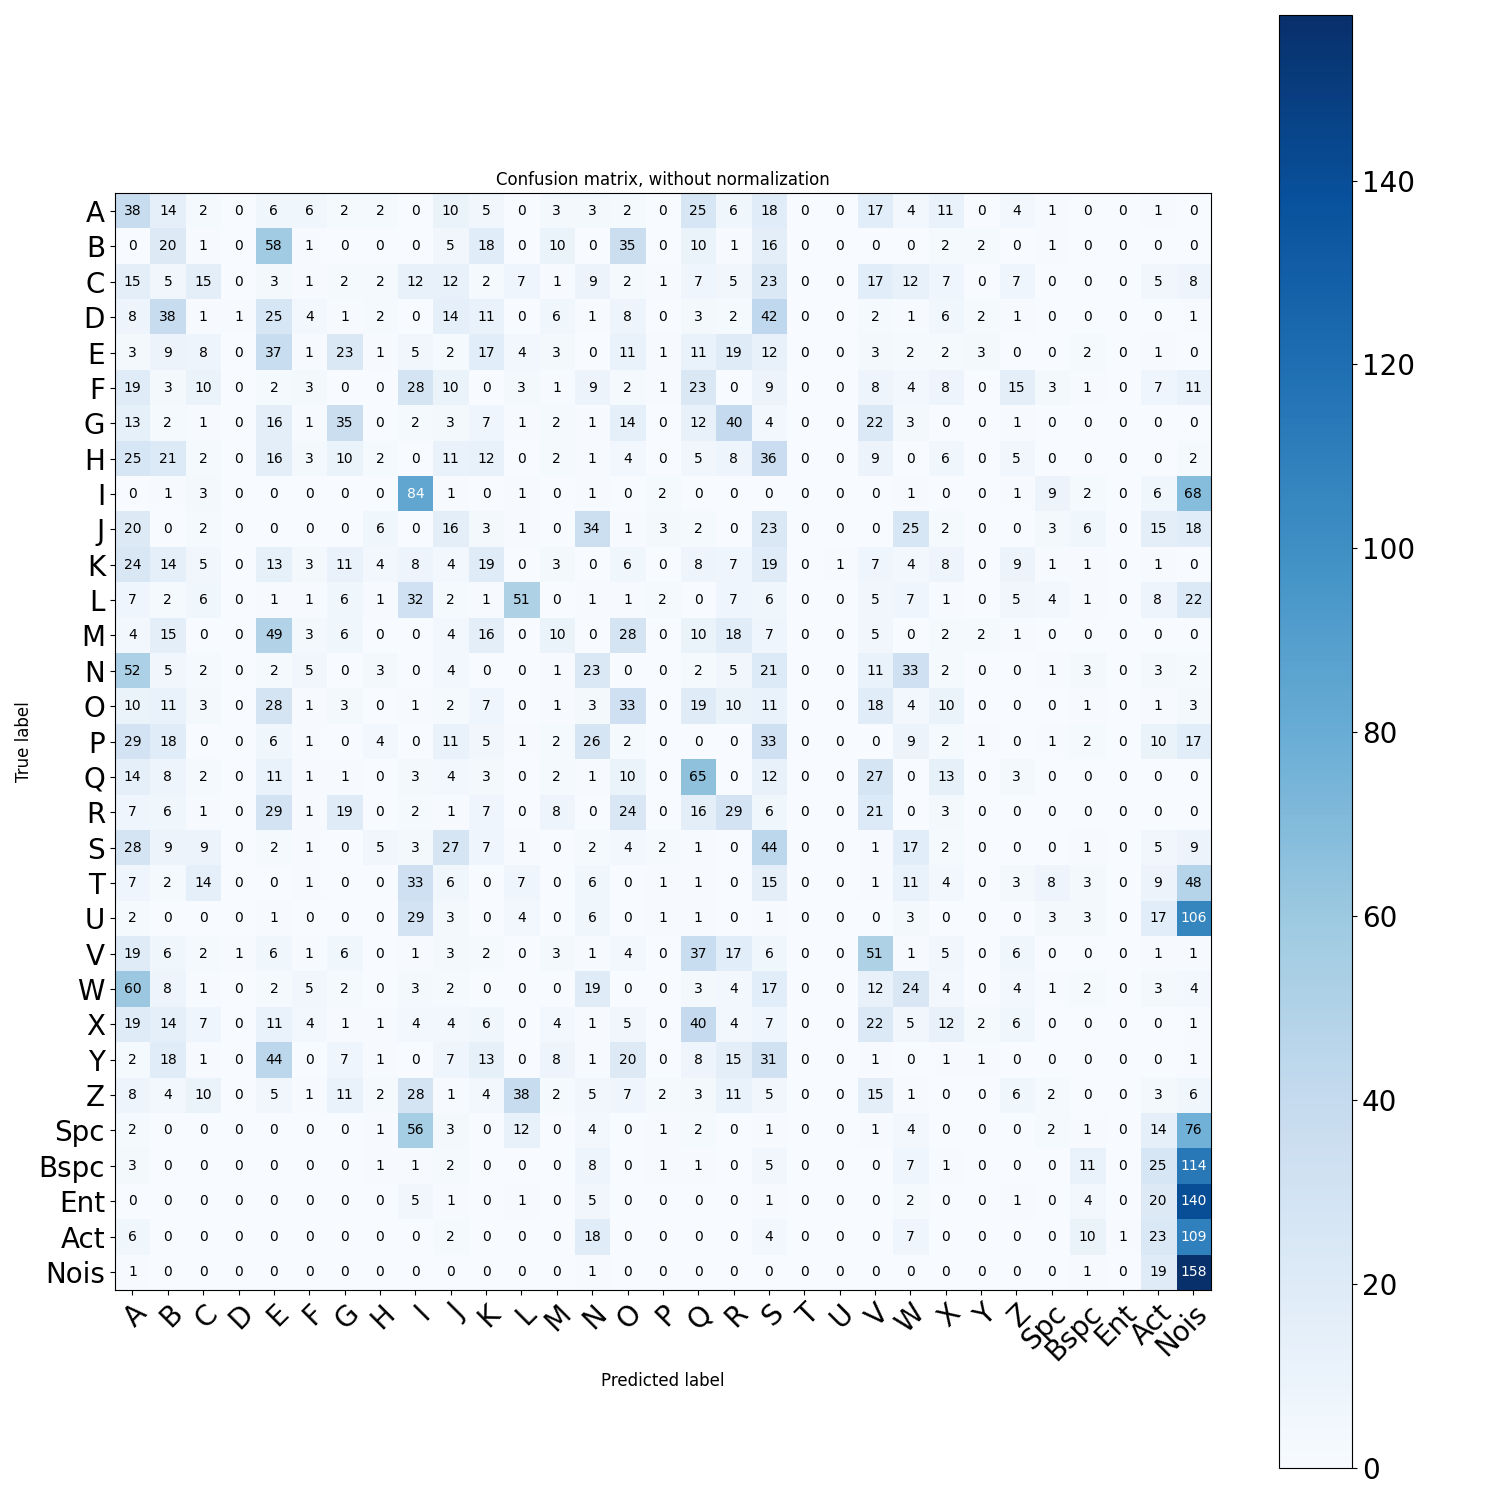 Confusion matrix, without normalization
A 38 14 2 0 6 6 2 2 0 10 5 0 3 3 2 0 25 6 18 0 0 17 4 11 0 4 1 0 0 1 0
B 0 20 1 0 58 1 0 0 0 5 18 0 10 0 35 0 10 1 16 0 0 0 0 2 2 0 1 0 0 0 0
C 15 5 15 0 3 1 2 2 12 12 2 7 1 9 2 1 7 5 23 0 0 17 12 7 0 7 0 0 0 5 8
D 8 38 1 1 25 4 1 2 0 14 11 0 6 1 8 0 3 2 42 0 0 2 1 6 2 1 0 0 0 0 1
E 3 9 8 0 37 1 23 1 5 2 17 4 3 0 11 1 11 19 12 0 0 3 2 2 3 0 0 2 0 1 0
F 19 3 10 0 2 3 0 0 28 10 0 3 1 9 2 1 23 0 9 0 0 8 4 8 0 15 3 1 0 7 11
G 13 2 1 0 16 1 35 0 2 3 7 1 2 1 14 0 12 40 4 0 0 22 3 0 0 1 0 0 0 0 0
H 25 21 2 0 16 3 10 2 0 11 12 0 2 1 4 0 5 8 36 0 0 9 0 6 0 5 0 0 0 0 2
I 0 1 3 0 0 0 0 0 84 1 0 1 0 1 0 2 0 0 0 0 0 0 1 0 0 1 9 2 0 6 68
J 20 0 2 0 0 0 0 6 0 16 3 1 0 34 1 3 2 0 23 0 0 0 25 2 0 0 3 6 0 15 18
K 24 14 5 0 13 3 11 4 8 4 19 0 3 0 6 0 8 7 19 0 1 7 4 8 0 9 1 1 0 1 0
L 7 2 6 0 1 1 6 1 32 2 1 51 0 1 1 2 0 7 6 0 0 5 7 1 0 5 4 1 0 8 22
M 4 15 0 0 49 3 6 0 0 4 16 0 10 0 28 0 10 18 7 0 0 5 0 2 2 1 0 0 0 0 0
N 52 5 2 0 2 5 0 3 0 4 0 0 1 23 0 0 2 5 21 0 0 11 33 2 0 0 1 3 0 3 2
O 10 11 3 0 28 1 3 0 1 2 7 0 1 3 33 0 19 10 11 0 0 18 4 10 0 0 0 1 0 1 3
P 29 18 0 0 6 1 0 4 0 11 5 1 2 26 2 0 0 0 33 0 0 0 9 2 1 0 1 2 0 10 17
Q 14 8 2 0 11 1 1 0 3 4 3 0 2 1 10 0 65 0 12 0 0 27 0 13 0 3 0 0 0 0 0
R 7 6 1 0 29 1 19 0 2 1 7 0 8 0 24 0 16 29 6 0 0 21 0 3 0 0 0 0 0 0 0
S 28 9 9 0 2 1 0 5 3 27 7 1 0 2 4 2 1 0 44 0 0 1 17 2 0 0 0 1 0 5 9
T 7 2 14 0 0 1 0 0 33 6 0 7 0 6 0 1 1 0 15 0 0 1 11 4 0 3 8 3 0 9 48
U 2 0 0 0 1 0 0 0 29 3 0 4 0 6 0 1 1 0 1 0 0 0 3 0 0 0 3 3 0 17 106
V 19 6 2 1 6 1 6 0 1 3 2 0 3 1 4 0 37 17 6 0 0 51 1 5 0 6 0 0 0 1 1
W 60 8 1 0 2 5 2 0 3 2 0 0 0 19 0 0 3 4 17 0 0 12 24 4 0 4 1 2 0 3 4
X 19 14 7 0 11 4 1 1 4 4 6 0 4 1 5 0 40 4 7 0 0 22 5 12 2 6 0 0 0 0 1
Y 2 18 1 0 44 0 7 1 0 7 13 0 8 1 20 0 8 15 31 0 0 1 0 1 1 0 0 0 0 0 1
Z 8 4 10 0 5 1 11 2 28 1 4 38 2 5 7 2 3 11 5 0 0 15 1 0 0 6 2 0 0 3 6
Spc 2 0 0 0 0 0 0 1 56 3 0 12 0 4 0 1 2 0 1 0 0 1 4 0 0 0 2 1 0 14 76
Bspc 3 0 0 0 0 0 0 1 1 2 0 0 0 8 0 1 1 0 5 0 0 0 7 1 0 0 0 11 0 25 114
Ent 0 0 0 0 0 0 0 0 5 1 0 1 0 5 0 0 0 0 1 0 0 0 2 0 0 1 0 4 0 20 140
Act 6 0 0 0 0 0 0 0 0 2 0 0 0 18 0 0 0 0 4 0 0 0 7 0 0 0 0 10 1 23 109
Nois 1 0 0 0 0 0 0 0 0 0 0 0 0 1 0 0 0 0 0 0 0 0 0 0 0 0 0 1 0 19 158
A B C D E F G H I J K L M N O P Q R S T U V W X Y Z Spc Bspc Ent Act Nois
Predicted label
True label
140
120
100
80
60
40
20
0